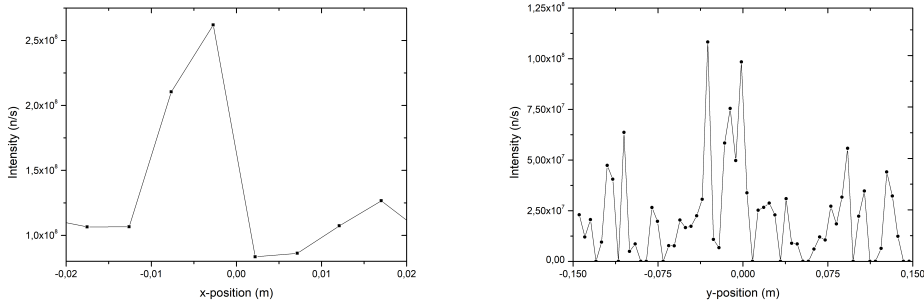 2,5x10⁸
2,0x10⁸
1,5x10⁸
1,0x10⁸
Intensity (n/s)
-0,02
-0,01
0,00
0,01
0,02
x-position (m)
1,25x10⁸
1,00x10⁸
7,50x10⁷
5,00x10⁷
2,50x10⁷
0,00
Intensity (n/s)
-0,150
-0,075
0,000
0,075
0,150
y-position (m)